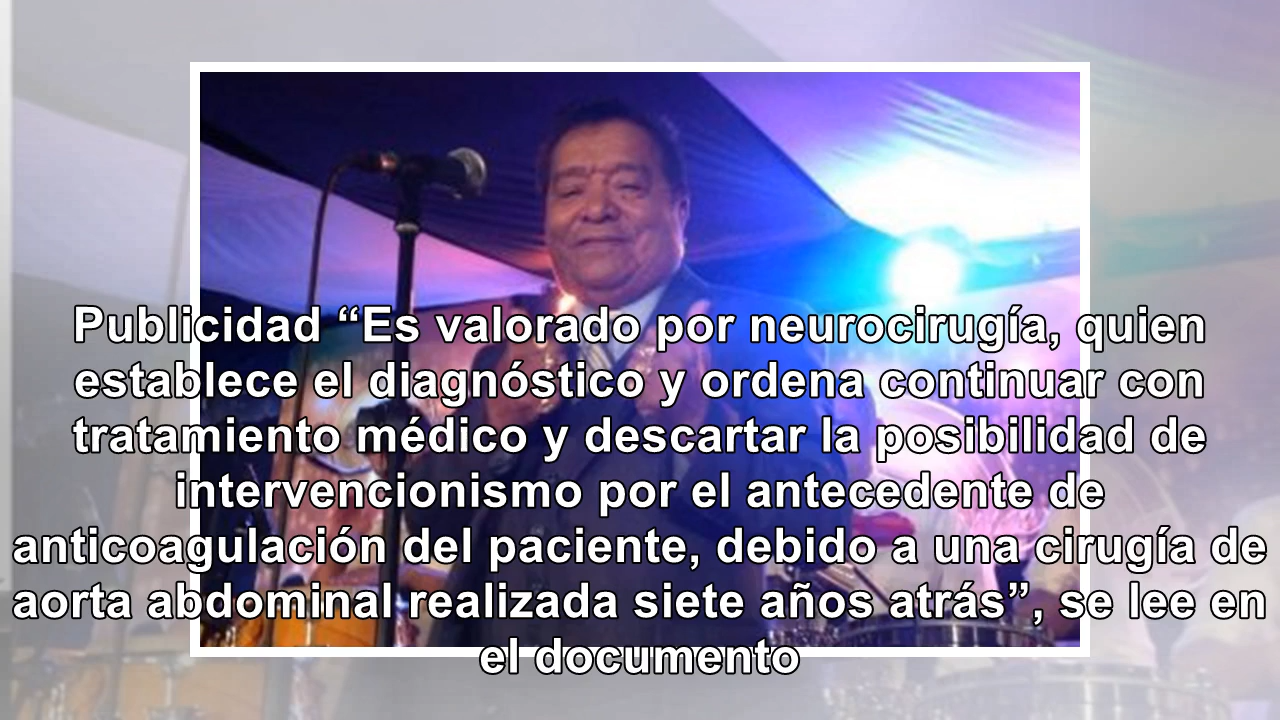 Publicidad “Es valorado por neurocirugía, quien
establece el diagnóstico y ordena continuar con
tratamiento médico y descartar la posibilidad de
intervencionismo por el antecedente de
anticoagulación del paciente, debido a una cirugía de
aorta abdominal realizada siete años atrás”, se lee en
el documento